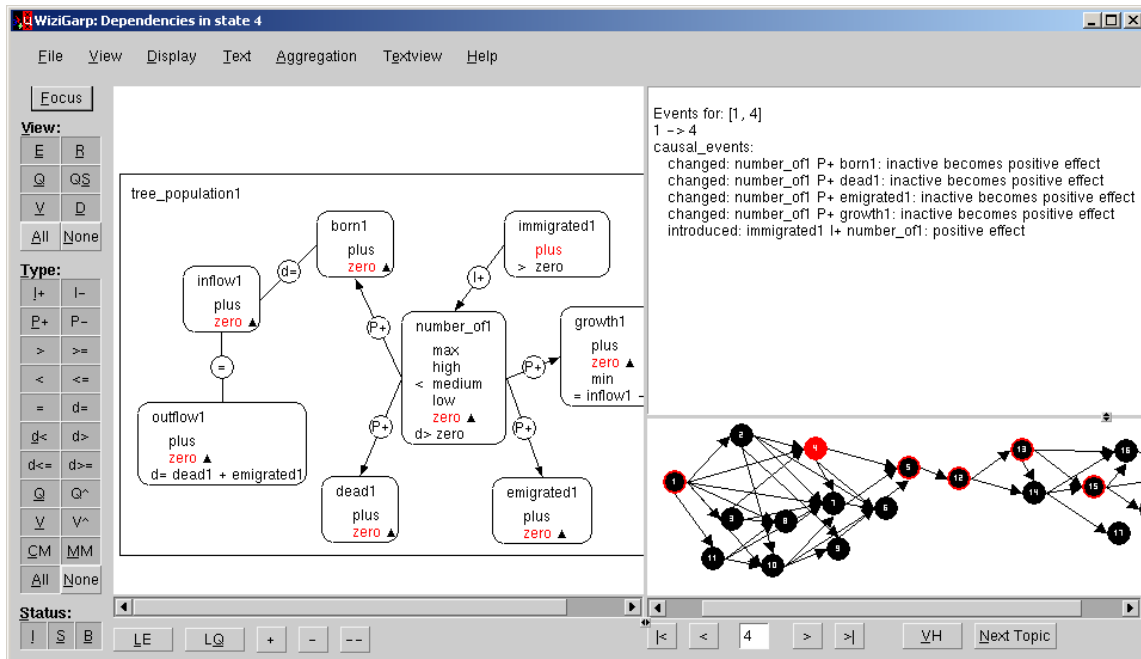 WiziGarp: Dependencies in state 4
File View Display Text Aggregation Textview Help
Focus
View:
E R
Q QS
V D
All None
Type:
I+ I-
P+ P-
> >=
< <=
= d=
d< d>
d<= d>=
Q Q^
V V^
CM MM
All None
Status:
I S B
tree_population1
born1
plus
zero ▲
immigrated1
plus
> zero
d=
I+
inflow1
plus
zero ▲
=
P+
number_of1
max
high
< medium
low
zero ▲
d> zero
P+
growth1
plus
zero ▲
min
= inflow1 -
outflow1
plus
zero ▲
d= dead1 + emigrated1
P+
P+
dead1
plus
zero ▲
emigrated1
plus
zero ▲
LE LQ + - --
Events for: [1, 4]
1 -> 4
causal_events:
changed: number_of1 P+ born1: inactive becomes positive effect
changed: number_of1 P+ dead1: inactive becomes positive effect
changed: number_of1 P+ emigrated1: inactive becomes positive effect
changed: number_of1 P+ growth1: inactive becomes positive effect
introduced: immigrated1 I+ number_of1: positive effect
2 4 13 16
1 5 12 15
3 8 7 6 14
11 10 9 17
|< < 4 > >| VH Next Topic